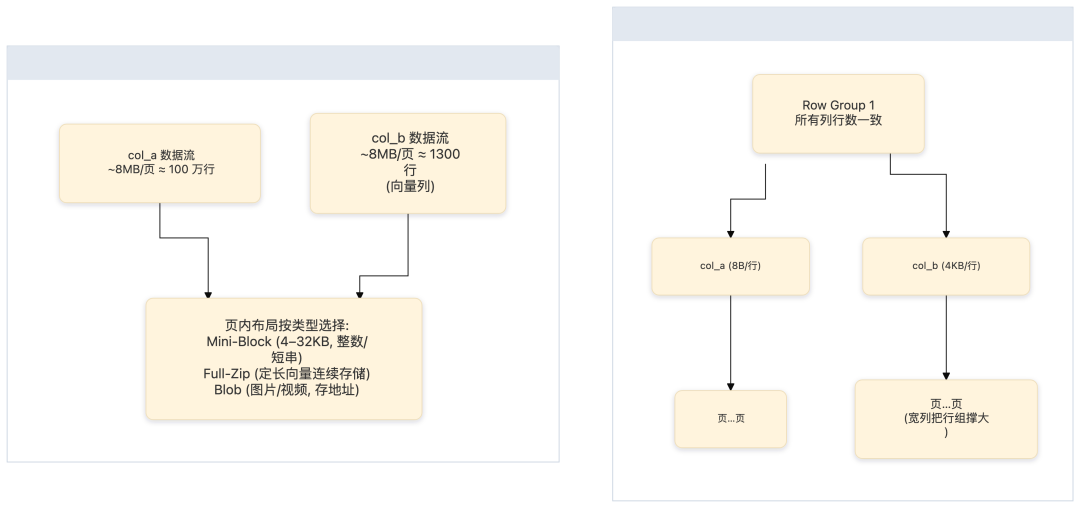 col_a 数据流
~8MB/页 ≈ 100 万行
col_b 数据流
~8MB/页 ≈ 1300
行
(向量列)
页内布局按类型选择:
Mini-Block (4–32KB, 整数/
短串)
Full-Zip (定长向量连续存储)
Blob (图片/视频, 存地址)
Row Group 1
所有列行数一致
col_a (8B/行)
col_b (4KB/行)
页...页
页...页
(宽列把行组撑大
)